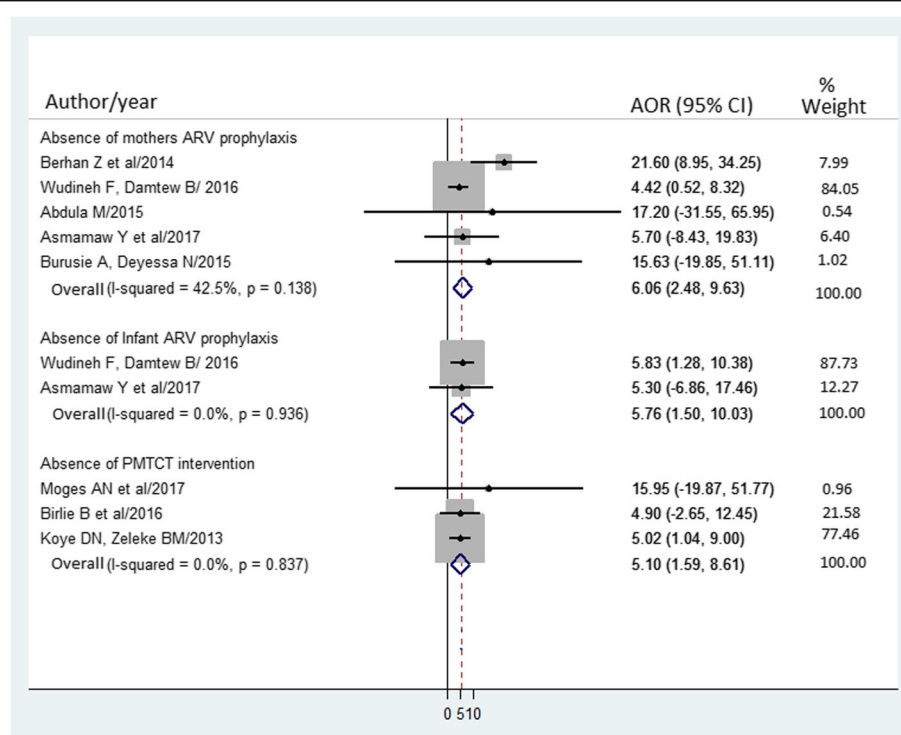 Author/year AOR (95% CI) % Weight
Absence of mothers ARV prophylaxis
Berhan Z et al/2014 21.60 (8.95, 34.25) 7.99
Wudineh F, Damtew B/ 2016 4.42 (0.52, 8.32) 84.05
Abdula M/2015 17.20 (-31.55, 65.95) 0.54
Asmamaw Y et al/2017 5.70 (-8.43, 19.83) 6.40
Burusie A, Deyessa N/2015 15.63 (-19.85, 51.11) 1.02
Overall (I-squared = 42.5%, p = 0.138) 6.06 (2.48, 9.63) 100.00
Absence of Infant ARV prophylaxis
Wudineh F, Damtew B/ 2016 5.83 (1.28, 10.38) 87.73
Asmamaw Y et al/2017 5.30 (-6.86, 17.46) 12.27
Overall (I-squared = 0.0%, p = 0.936) 5.76 (1.50, 10.03) 100.00
Absence of PMTCT intervention
Moges AN et al/2017 15.95 (-19.87, 51.77) 0.96
Birlie B et al/2016 4.90 (-2.65, 12.45) 21.58
Koye DN, Zeleke BM/2013 5.02 (1.04, 9.00) 77.46
Overall (I-squared = 0.0%, p = 0.837) 5.10 (1.59, 8.61) 100.00
0 5 10